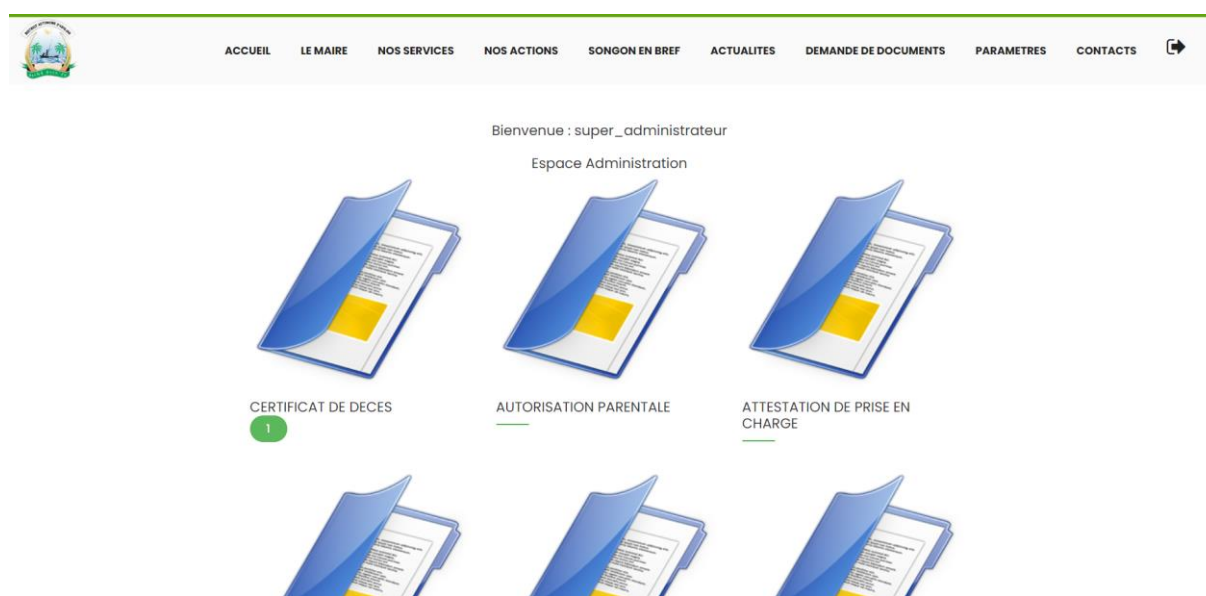 ACCUEIL LE MAIRE NOS SERVICES NOS ACTIONS SONGON EN BREF ACTUALITES DEMANDE DE DOCUMENTS PARAMETRES CONTACTS
Bienvenue : super_administrateur
Espace Administration
CERTIFICAT DE DECES
1
AUTORISATION PARENTALE
ATTESTATION DE PRISE EN
CHARGE